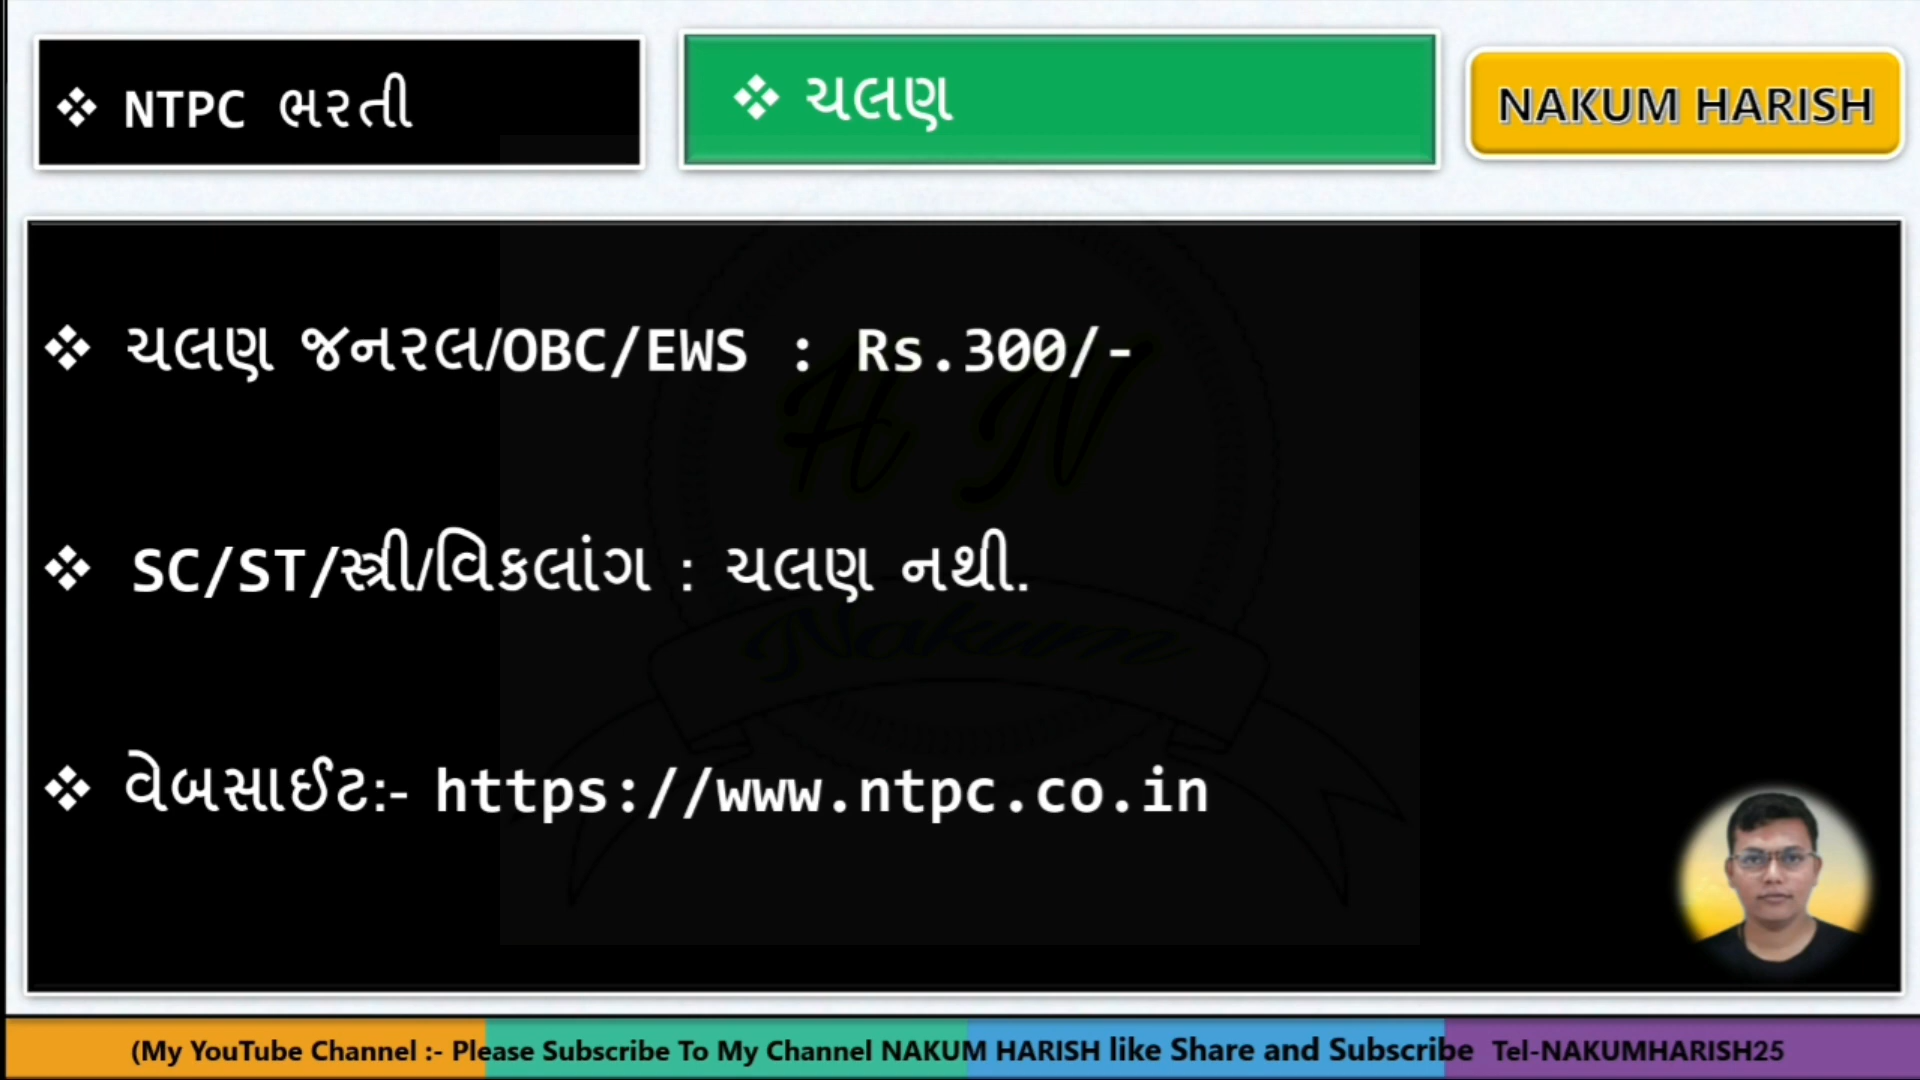 ❖ NTPC ભરતી
❖ ચલણ
NAKUM HARISH
❖ ચલણ જનરલ/OBC/EWS : Rs.300/-
H N
❖ SC/ST/સ્ત્રી/વિકલાંગ : ચલણ નથી.
Nakum
❖ વેબસાઈટ:- https://www.ntpc.co.in
(My YouTube Channel :- Please Subscribe To My Channel NAKUM HARISH like Share and Subscribe Tel-NAKUMHARISH25